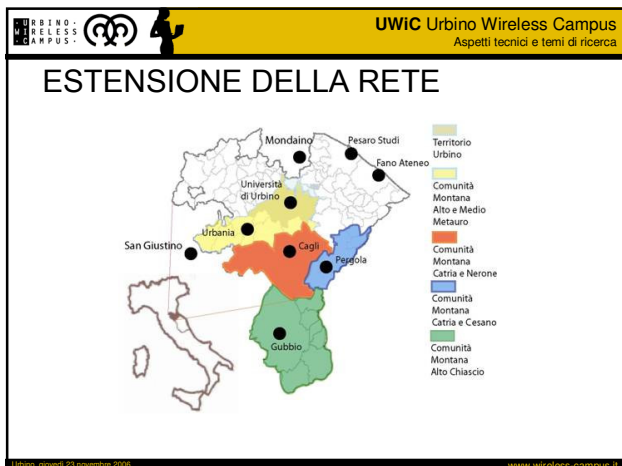 ·URBINO·
WIRELESS
·CAMPUS·
UWiC Urbino Wireless Campus
Aspetti tecnici e temi di ricerca
ESTENSIONE DELLA RETE
Mondaino
Pesaro Studi
Fano Ateneo
Università
di Urbino
Urbania
San Giustino
Cagli
Pergola
Gubbio
Territorio
Urbino
Comunità
Montana
Alto e Medio
Metauro
Comunità
Montana
Catria e Nerone
Comunità
Montana
Catria e Cesano
Comunità
Montana
Alto Chiascio
Urbino, giovedì 23 novembre 2006
www.wireless-campus.it